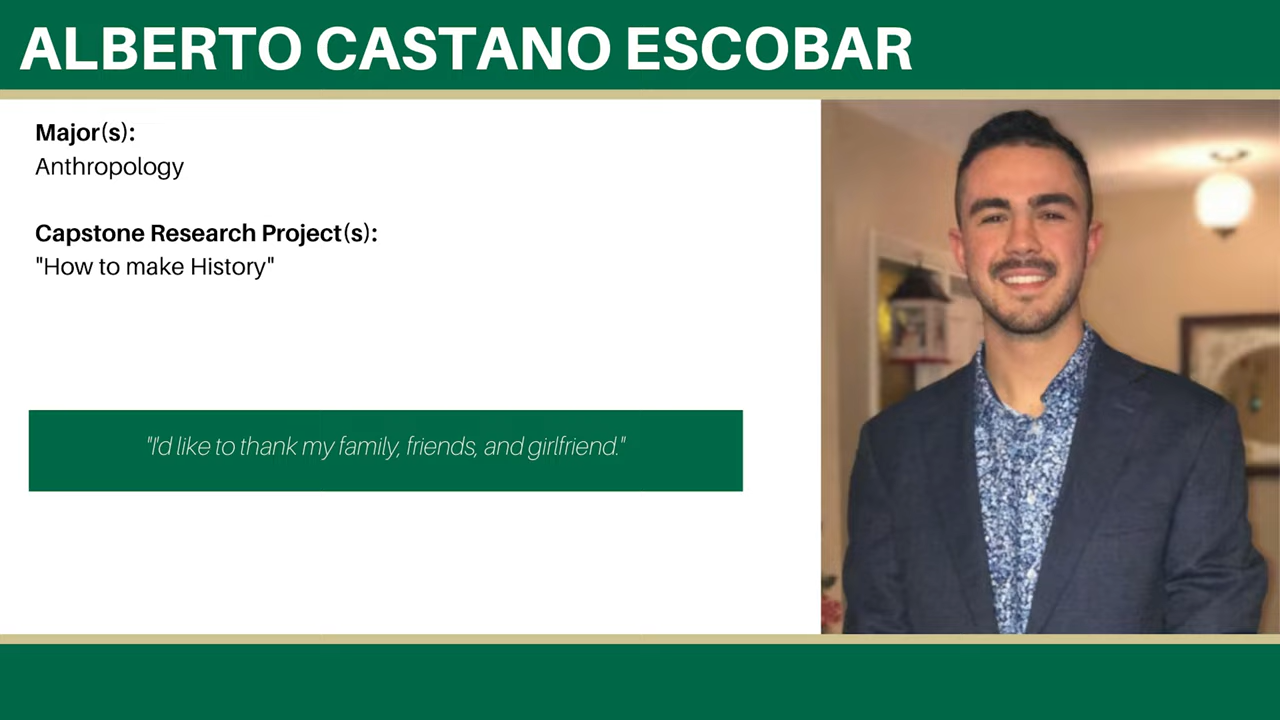 ALBERTO CASTANO ESCOBAR
Major(s):
Anthropology
Capstone Research Project(s):
"How to make History"
"I'd like to thank my family, friends, and girlfriend."